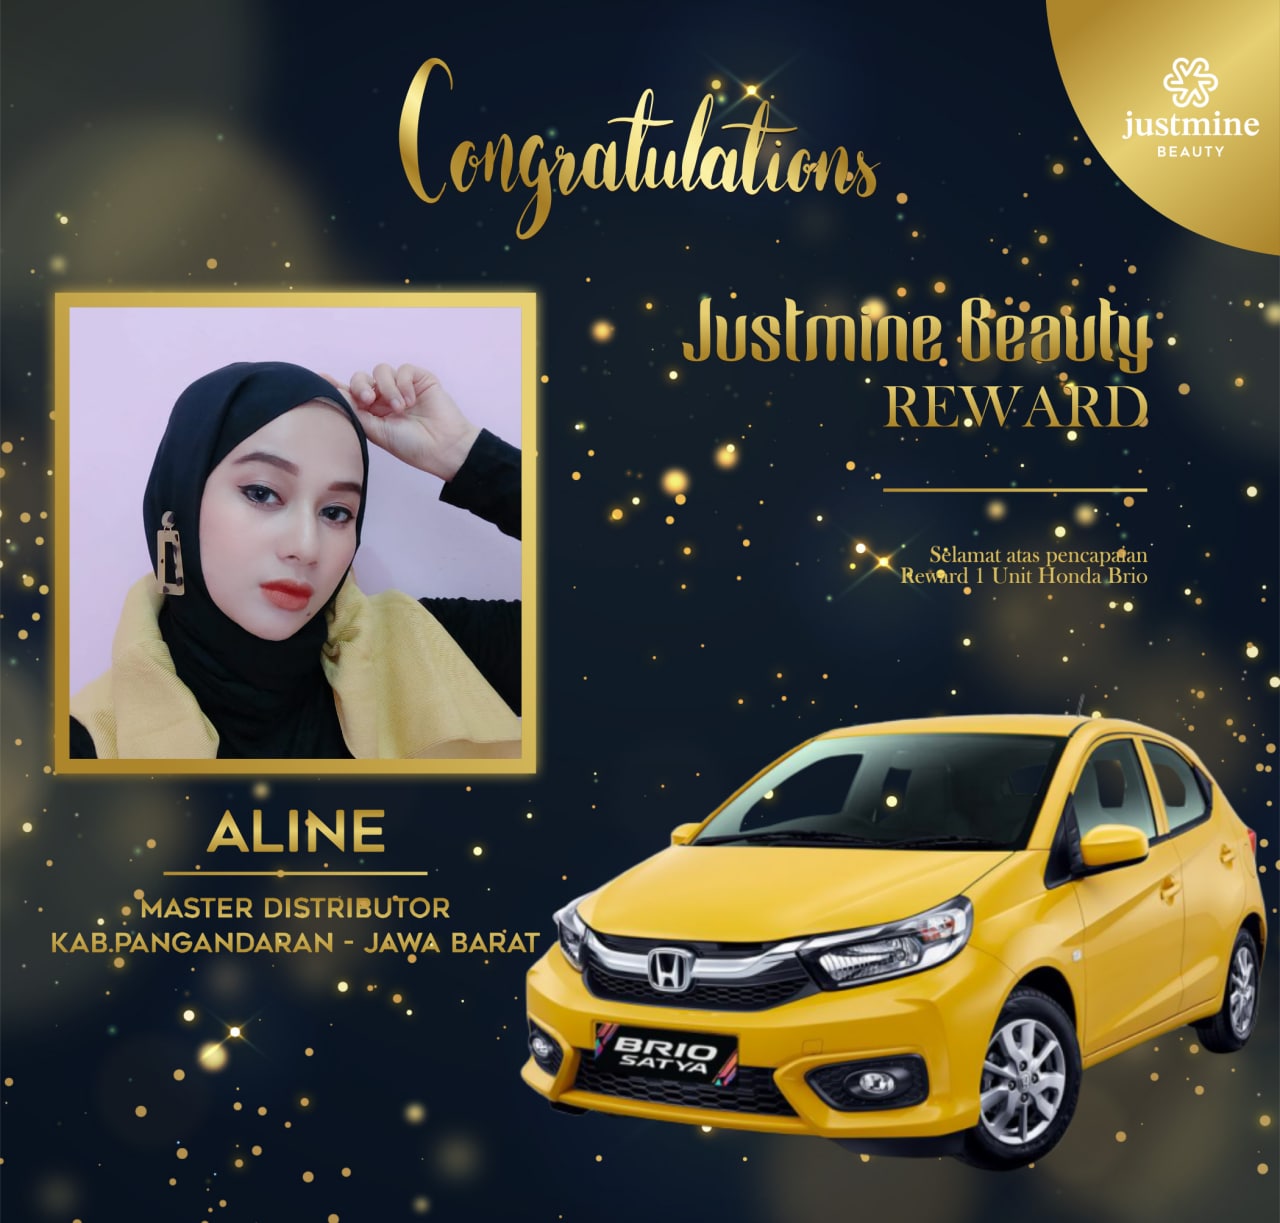 Congratulations
justmine
BEAUTY
Justmine Beauty
REWARD
Selamat atas pencapaian
Reward 1 Unit Honda Brio
ALINE
MASTER DISTRIBUTOR
KAB.PANGANDARAN - JAWA BARAT
BRIO
SATYA